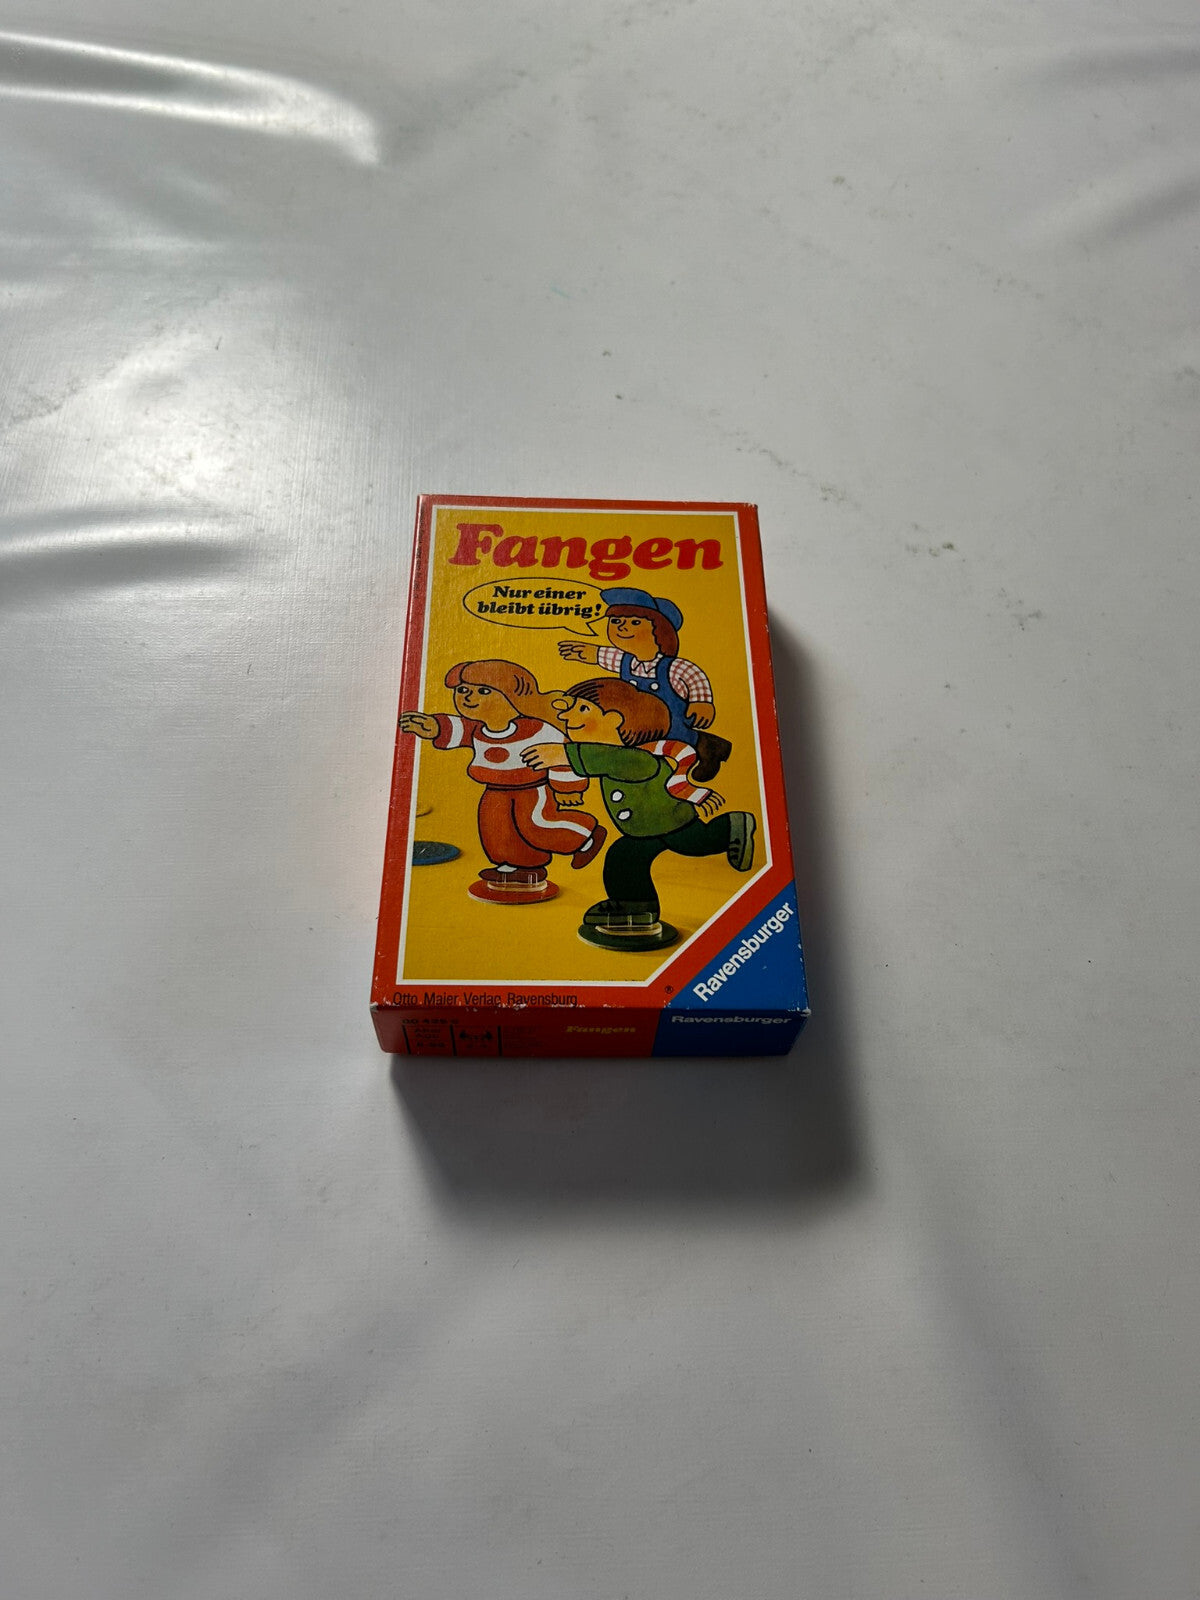 Fangen
Nur einer
bleibt übrig!
Ravensburger
®
Otto Maier Verlag Ravensburg
Fangen
Ravensburger